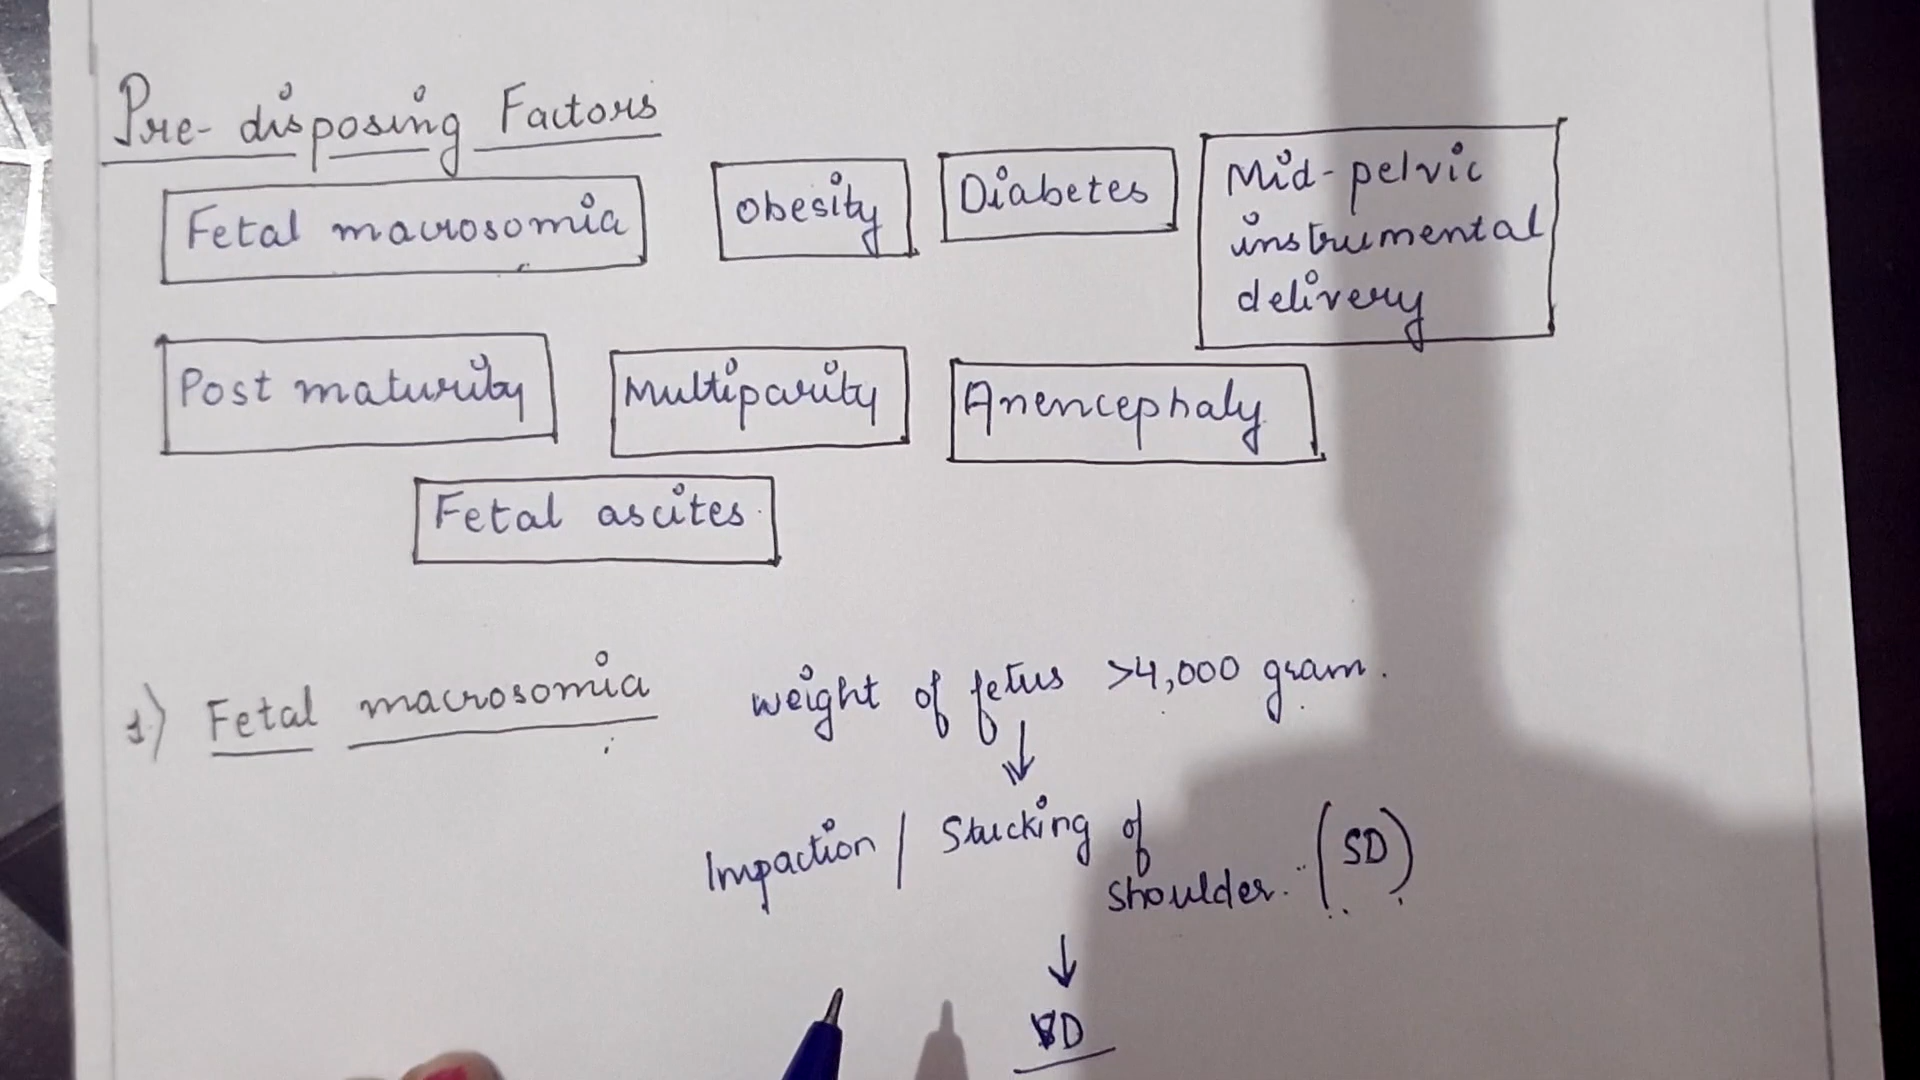 Pre-disposing Factors
Fetal macrosomia
Obesity
Diabetes
Mid-pelvic
instrumental
delivery
Post maturity
Multiparity
Anencephaly
Fetal ascites
1) Fetal macrosomia
weight of fetus >4,000 gram.
Impaction / Stucking of
shoulder. (SD)
SD